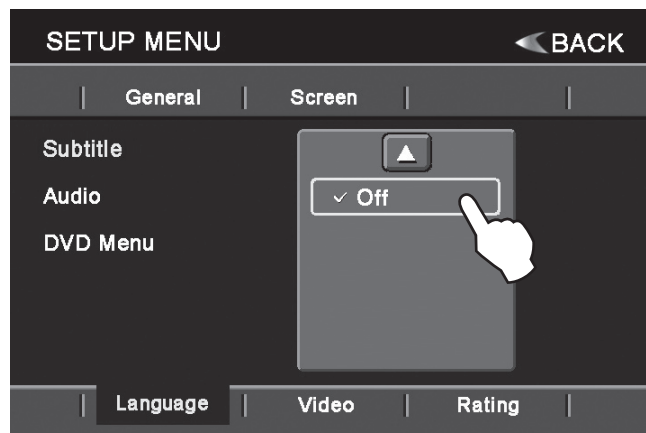 SETUP MENU BACK
General Screen
Subtitle
Audio
Off
DVD Menu
Language Video Rating